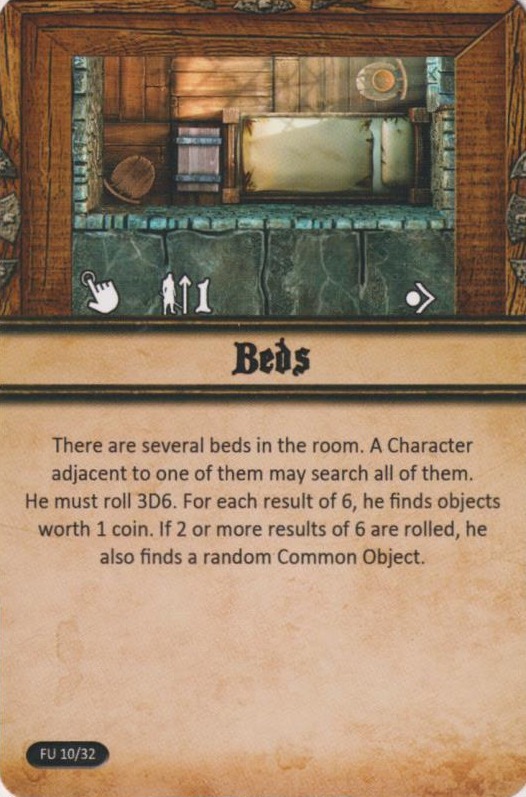 1
Beds
There are several beds in the room. A Character
adjacent to one of them may search all of them.
He must roll 3D6. For each result of 6, he finds objects
worth 1 coin. If 2 or more results of 6 are rolled, he
also finds a random Common Object.
FU 10/32